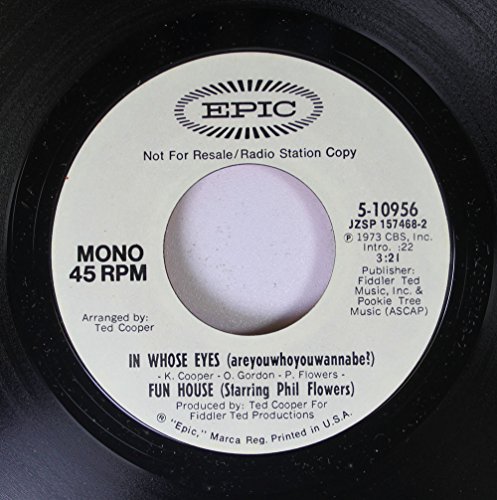 EPIC
Not For Resale/Radio Station Copy
5-10956
JZSP 157468-2
Ⓟ 1973 CBS, Inc.
Intro. :22
3:21
Publisher:
Fiddler Ted
Music, Inc. &
Pookie Tree
Music (ASCAP)
MONO
45 RPM
Arranged by:
Ted Cooper
IN WHOSE EYES (areyouwhoyouwannabe?)
- K. Cooper - O. Gordon - P. Flowers -
FUN HOUSE (Starring Phil Flowers)
Produced by: Ted Cooper For
Fiddler Ted Productions
® "Epic," Marca Reg. Printed in U.S.A.